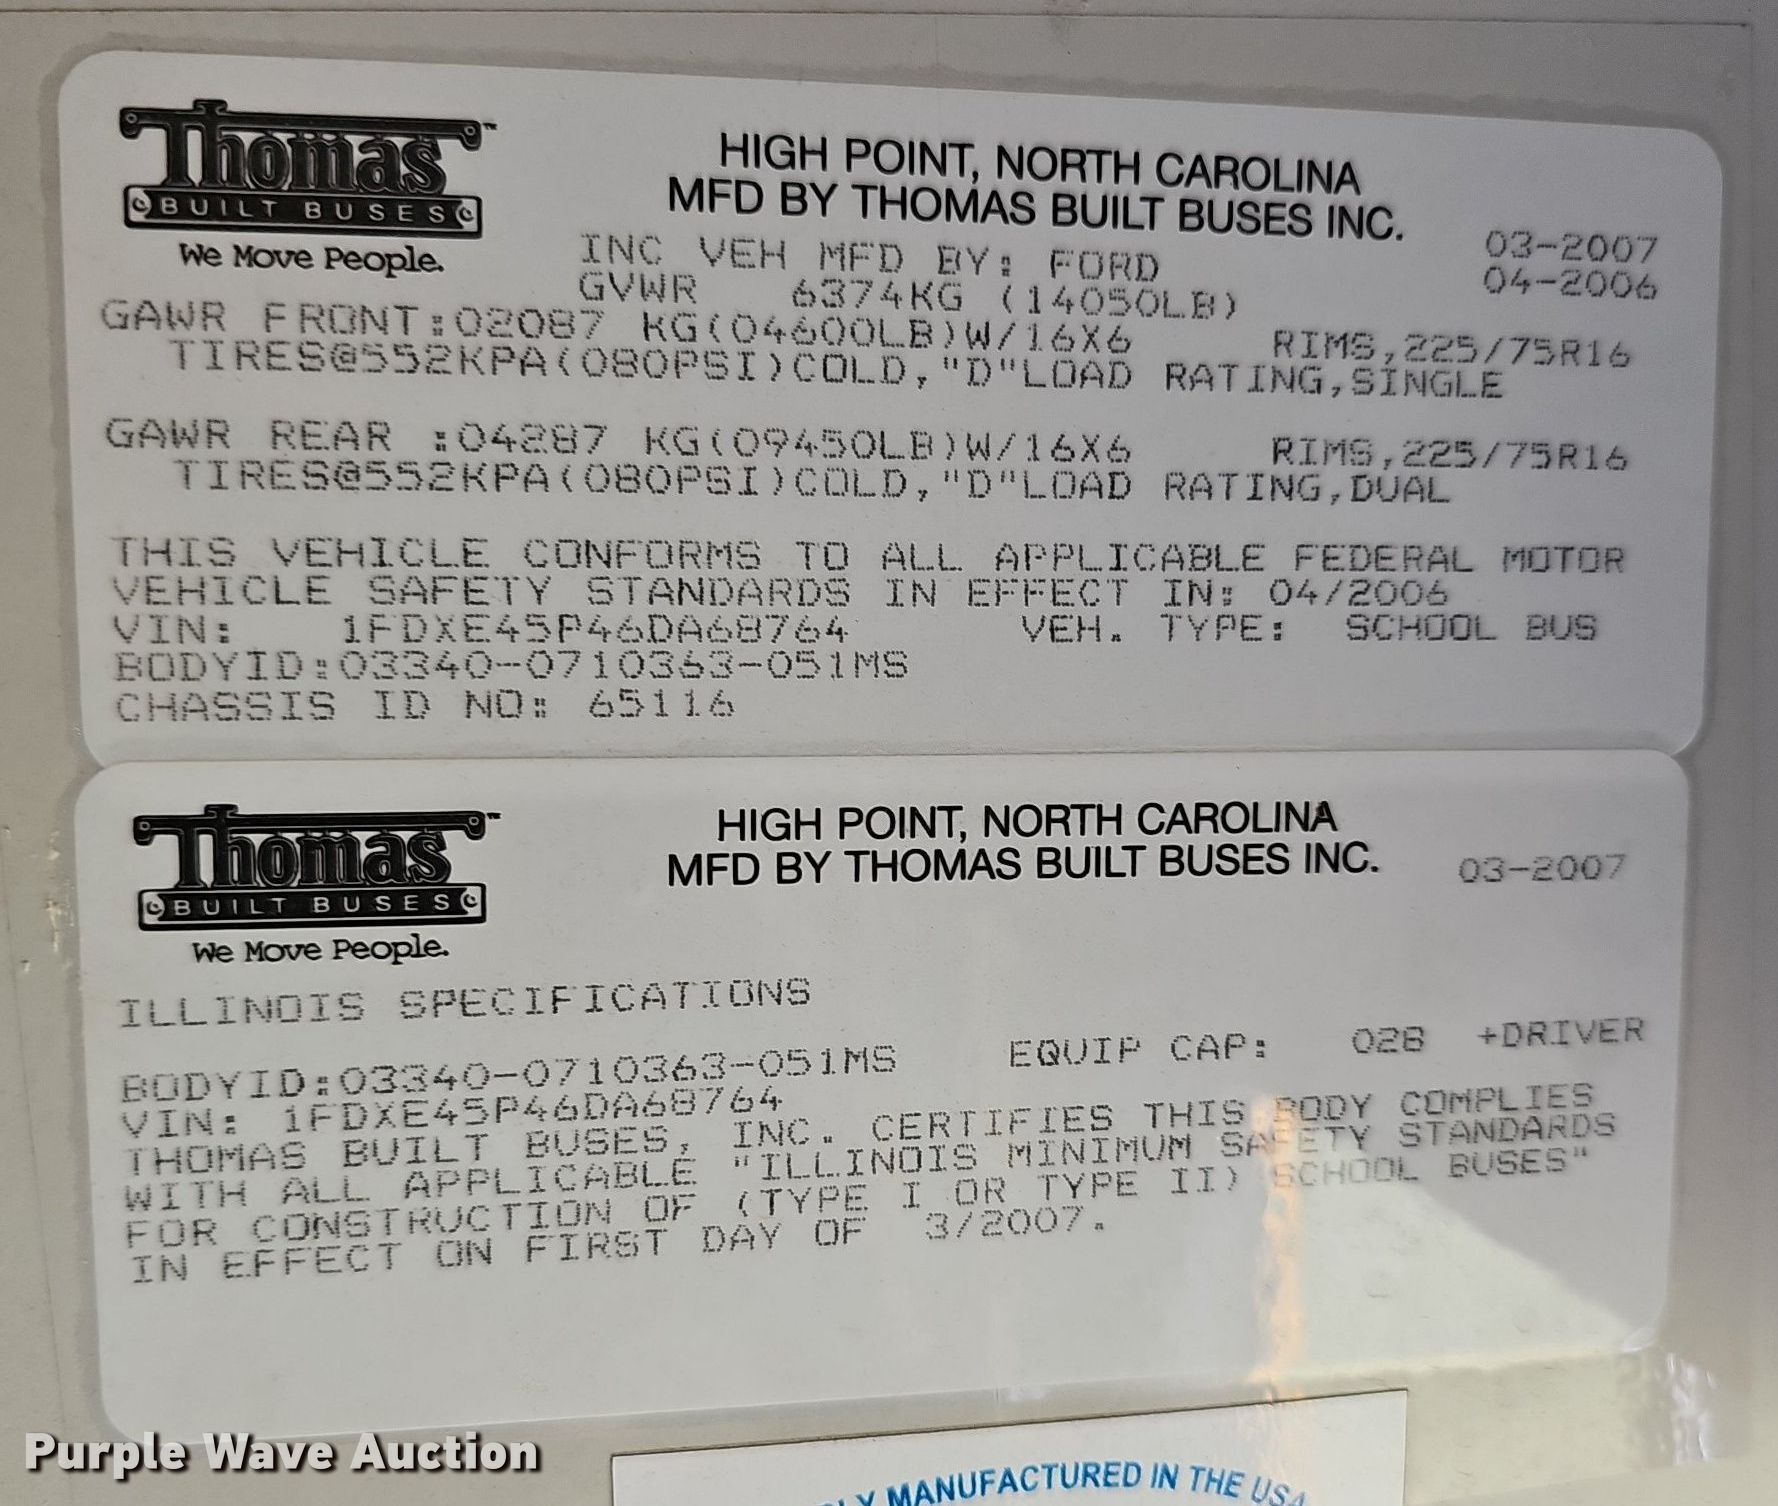 Thomas™
BUILT BUSES
We Move People.
HIGH POINT, NORTH CAROLINA
MFD BY THOMAS BUILT BUSES INC.
03-2007
INC VEH MFD BY: FORD
04-2006
GVWR 6374KG (14050LB)
GAWR FRONT:02087 KG(04600LB)W/16X6 RIMS,225/75R16
TIRES@552KPA(080PSI)COLD,"D"LOAD RATING,SINGLE
GAWR REAR :04287 KG(09450LB)W/16X6 RIMS,225/75R16
TIRES@552KPA(080PSI)COLD,"D"LOAD RATING,DUAL
THIS VEHICLE CONFORMS TO ALL APPLICABLE FEDERAL MOTOR
VEHICLE SAFETY STANDARDS IN EFFECT IN: 04/2006
VIN: 1FDXE45P46DA68764 VEH. TYPE: SCHOOL BUS
BODYID:03340-0710363-051MS
CHASSIS ID NO: 65116
Thomas™
BUILT BUSES
We Move People.
HIGH POINT, NORTH CAROLINA
MFD BY THOMAS BUILT BUSES INC.
03-2007
ILLINOIS SPECIFICATIONS
BODYID:03340-0710363-051MS EQUIP CAP: 028 +DRIVER
VIN: 1FDXE45P46DA68764
THOMAS BUILT BUSES, INC. CERTIFIES THIS BODY COMPLIES
WITH ALL APPLICABLE "ILLINOIS MINIMUM SAFETY STANDARDS
FOR CONSTRUCTION OF (TYPE I OR TYPE II) SCHOOL BUSES"
IN EFFECT ON FIRST DAY OF 3/2007.
Purple Wave Auction
MANUFACTURED IN THE USA